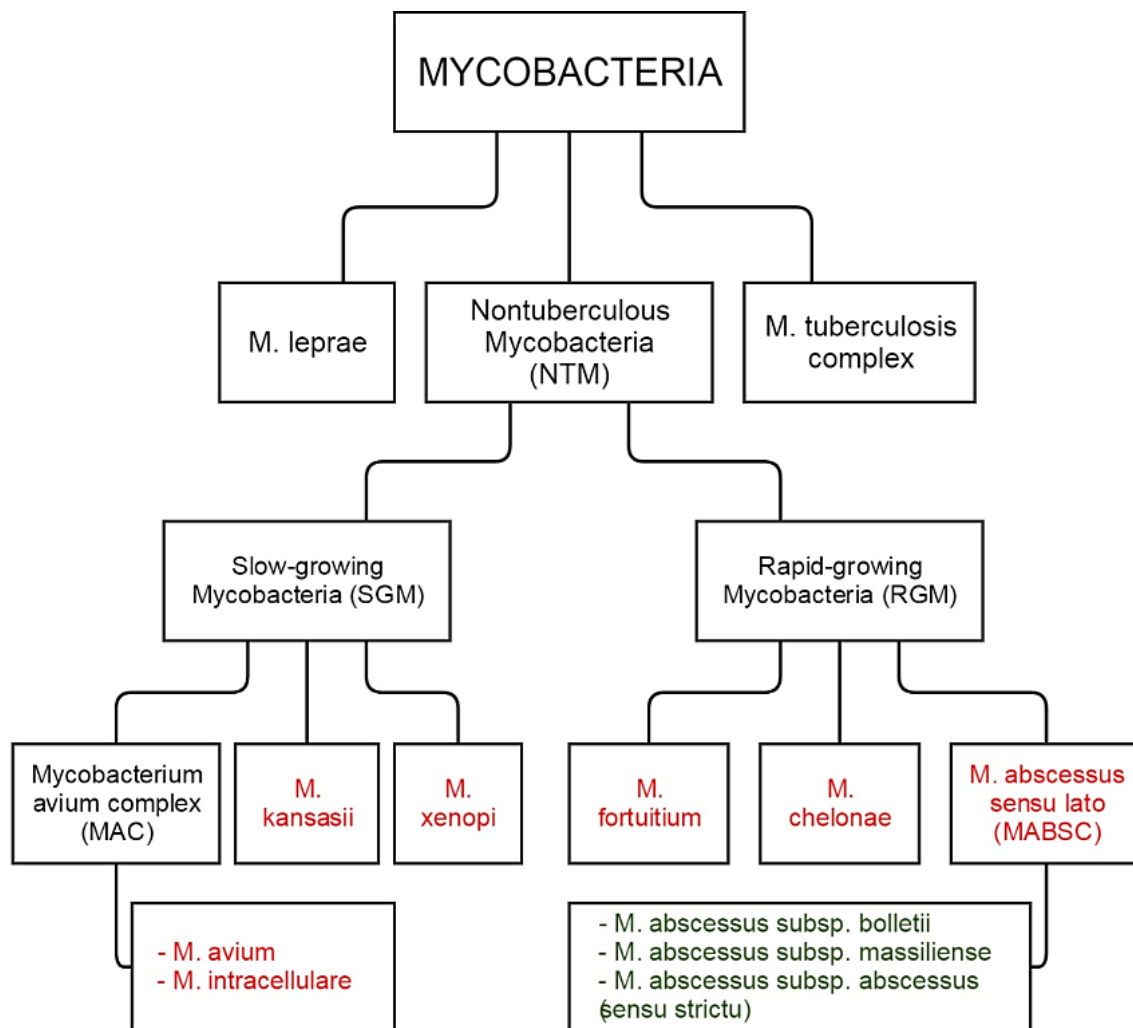 MYCOBACTERIA
M. leprae
Nontuberculous
Mycobacteria
(NTM)
M. tuberculosis
complex
Slow-growing
Mycobacteria (SGM)
Rapid-growing
Mycobacteria (RGM)
Mycobacterium
avium complex
(MAC)
M.
kansasii
M.
xenopi
M.
fortuitium
M.
chelonae
M. abscessus
sensu lato
(MABSC)
- M. avium
- M. intracellulare
- M. abscessus subsp. bolletii
- M. abscessus subsp. massiliense
- M. abscessus subsp. abscessus
(sensu strictu)